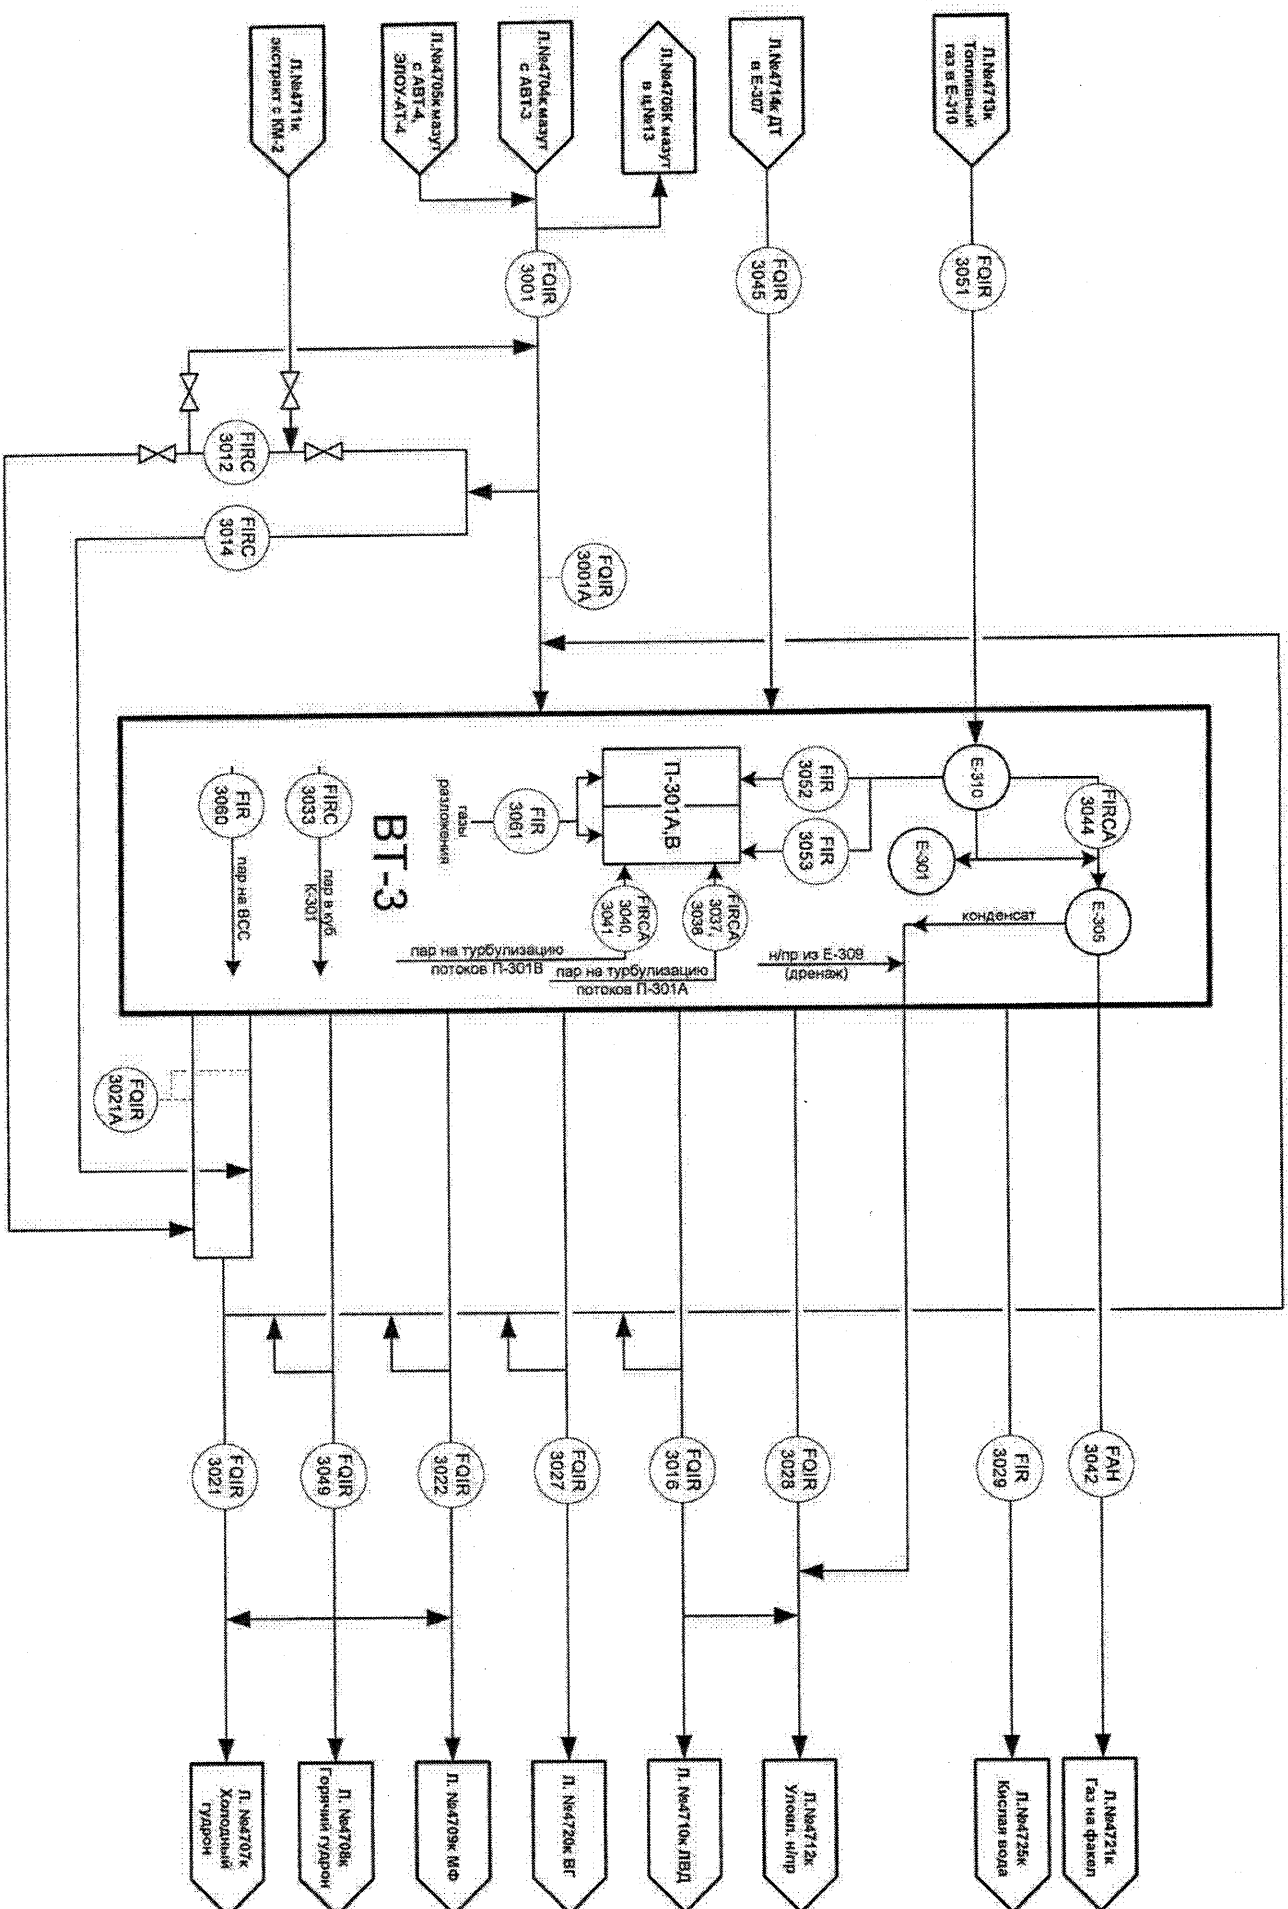 Л.№4713к
Топливный
газ в Е-310
Л.№4714к ДТ
в Е-307
Л.№4706К мазут
в ц.№13
Л.№4704к мазут
с АВТ-3
Л.№4705к мазут
с АВТ-4,
ЭЛОУ-АТ-4
Л.№4711к
экстракт с КМ-2
FQIR
3051
FQIR
3045
FQIR
3001
FIRC
3012
FIRC
3014
FQIR
3001A
Е-310
FIRCA
3044
Е-301
Е-305
FIR
3052
FIR
3053
П-301А,В
FIR
3061
газы
разложения
FIRCA
3037,
3038
FIRCA
3040,
3041
конденсат
н/пр из Е-309
(дренаж)
пар на турбулизацию
потоков П-301А
пар на турбулизацию
потоков П-301В
ВТ-3
FIRC
3033
пар в куб
К-301
FIR
3060
пар на ВСС
FQIR
3021A
FAH
3042
FIR
3029
FQIR
3028
FQIR
3016
FQIR
3027
FQIR
3022
FQIR
3049
FQIR
3021
Л.№4721к
Газ на факел
Л.№4725к
Кислая вода
Л.№4712к
Уловл. н/пр
Л. №4710к ЛВД
Л. №4720к ВГ
Л. №4709к МФ
Л. №4708к
Горячий гудрон
Л. №4707к
Холодный
гудрон